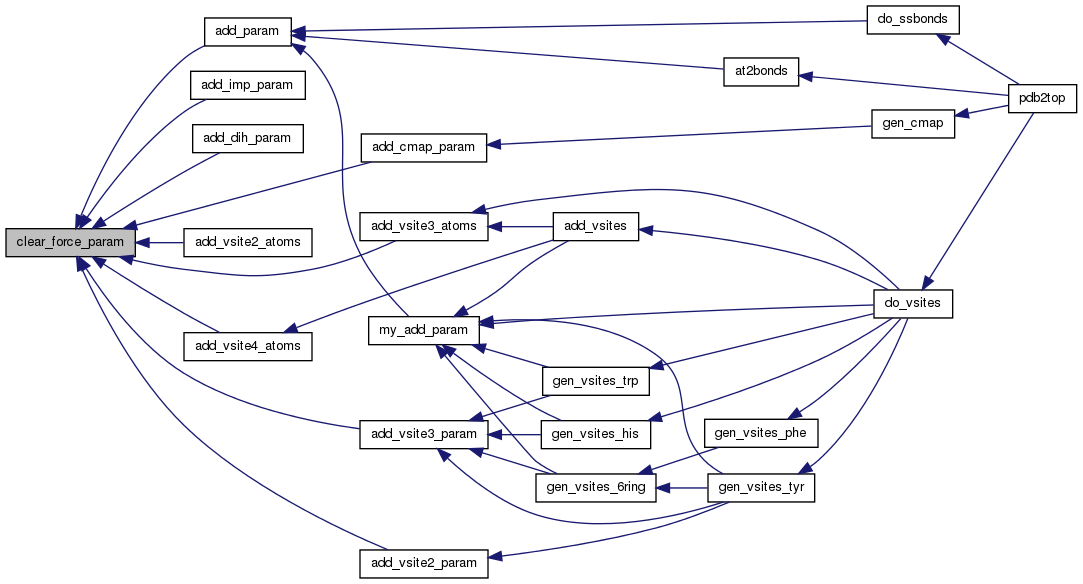 add_param
do_ssbonds
add_imp_param
at2bonds
pdb2top
add_dih_param
add_cmap_param
gen_cmap
clear_force_param
add_vsite2_atoms
add_vsite3_atoms
add_vsites
do_vsites
add_vsite4_atoms
my_add_param
gen_vsites_trp
add_vsite3_param
gen_vsites_his
gen_vsites_phe
gen_vsites_6ring
gen_vsites_tyr
add_vsite2_param